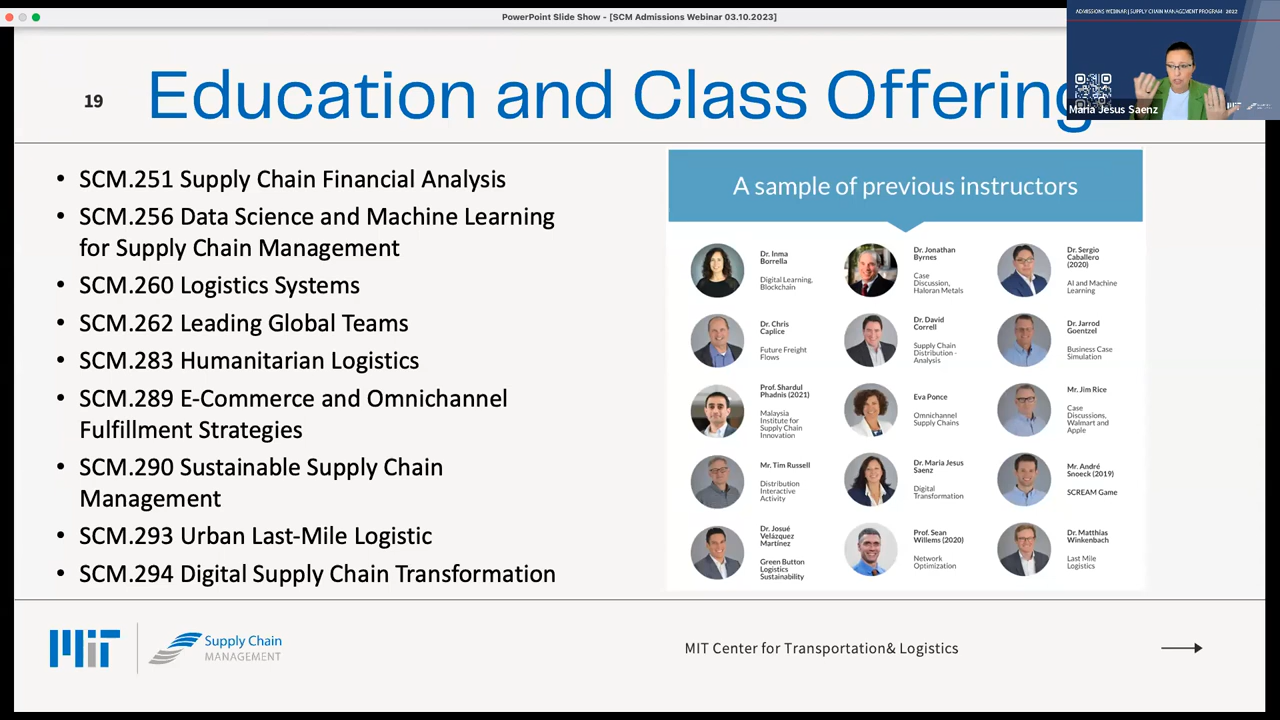 PowerPoint Slide Show - [SCM Admissions Webinar 03.10.2023]
ADMISSIONS WEBINAR | SUPPLY CHAIN MANAGEMENT PROGRAM 2023
Maria Jesus Saenz
19
Education and Class Offering
• SCM.251 Supply Chain Financial Analysis
• SCM.256 Data Science and Machine Learning
for Supply Chain Management
• SCM.260 Logistics Systems
• SCM.262 Leading Global Teams
• SCM.283 Humanitarian Logistics
• SCM.289 E-Commerce and Omnichannel
Fulfillment Strategies
• SCM.290 Sustainable Supply Chain
Management
• SCM.293 Urban Last-Mile Logistic
• SCM.294 Digital Supply Chain Transformation
A sample of previous instructors
Dr. Inma
Borrella
Digital Learning,
Blockchain
Dr. Jonathan
Byrnes
Case
Discussion,
Haloran Metals
Dr. Sergio
Caballero
(2020)
AI and Machine
Learning
Dr. Chris
Caplice
Future Freight
Flows
Dr. David
Correll
Supply Chain
Distribution -
Analysis
Dr. Jarrod
Goentzel
Business Case
Simulation
Prof. Shardul
Phadnis (2021)
Malaysia
Institute for
Supply Chain
Innovation
Eva Ponce
Omnichannel
Supply Chains
Mr. Jim Rice
Case
Discussions,
Walmart and
Apple
Mr. Tim Russell
Distribution
Interactive
Activity
Dr. Maria Jesus
Saenz
Digital
Transformation
Mr. André
Snoeck (2019)
SCREAM Game
Dr. Josué
Velázquez
Martínez
Green Button
Logistics
Sustainability
Prof. Sean
Willems (2020)
Network
Optimization
Dr. Matthias
Winkenbach
Last Mile
Logistics
MIT
Supply Chain
MANAGEMENT
MIT Center for Transportation& Logistics